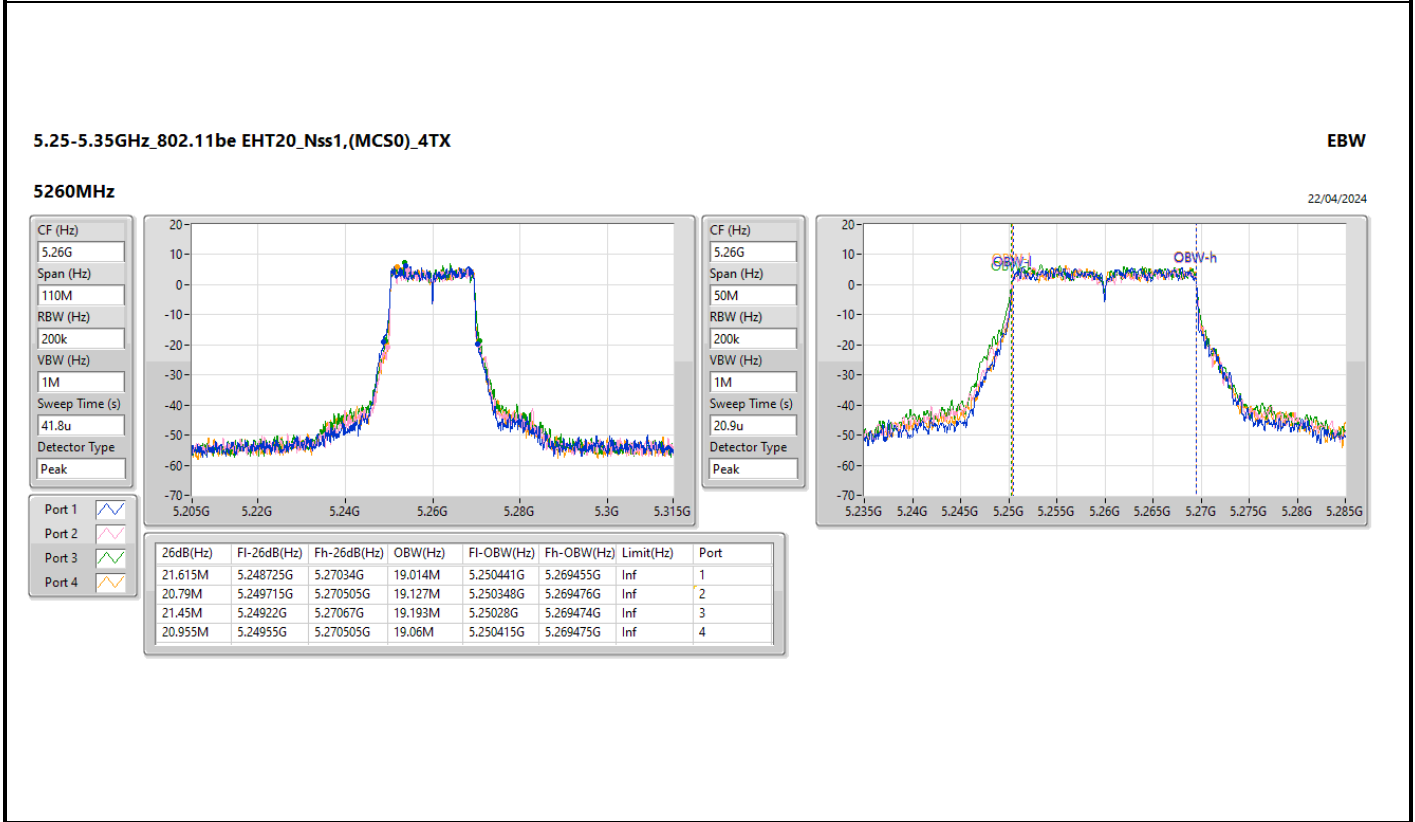 5.25-5.35GHz_802.11be EHT20_Nss1,(MCS0)_4TX EBW
5260MHz
22/04/2024
CF (Hz)
5.26G
Span (Hz)
110M
RBW (Hz)
200k
VBW (Hz)
1M
Sweep Time (s)
41.8u
Detector Type
Peak
20
10
0
-10
-20
-30
-40
-50
-60
-70
5.205G 5.22G 5.24G 5.26G 5.28G 5.3G 5.315G
CF (Hz)
5.26G
Span (Hz)
50M
RBW (Hz)
200k
VBW (Hz)
1M
Sweep Time (s)
20.9u
Detector Type
Peak
20
10
0
-10
-20
-30
-40
-50
-60
-70
OBW-l OBW-h
5.235G 5.24G 5.245G 5.25G 5.255G 5.26G 5.265G 5.27G 5.275G 5.28G 5.285G
Port 1
Port 2
Port 3
Port 4
26dB(Hz) Fl-26dB(Hz) Fh-26dB(Hz) OBW(Hz) Fl-OBW(Hz) Fh-OBW(Hz) Limit(Hz) Port
21.615M 5.248725G 5.27034G 19.014M 5.250441G 5.269455G Inf 1
20.79M 5.249715G 5.270505G 19.127M 5.250348G 5.269476G Inf 2
21.45M 5.24922G 5.27067G 19.193M 5.25028G 5.269474G Inf 3
20.955M 5.24955G 5.270505G 19.06M 5.250415G 5.269475G Inf 4